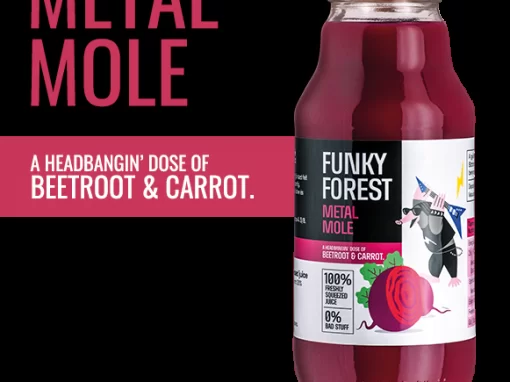 METAL
MOLE
A HEADBANGIN' DOSE OF
BEETROOT & CARROT.
FUNKY
FOREST
METAL
MOLE
A HEADBANGIN' DOSE OF
BEETROOT & CARROT.
100%
FRESHLY
SQUEEZED
JUICE
0%
BAD STUFF
juice